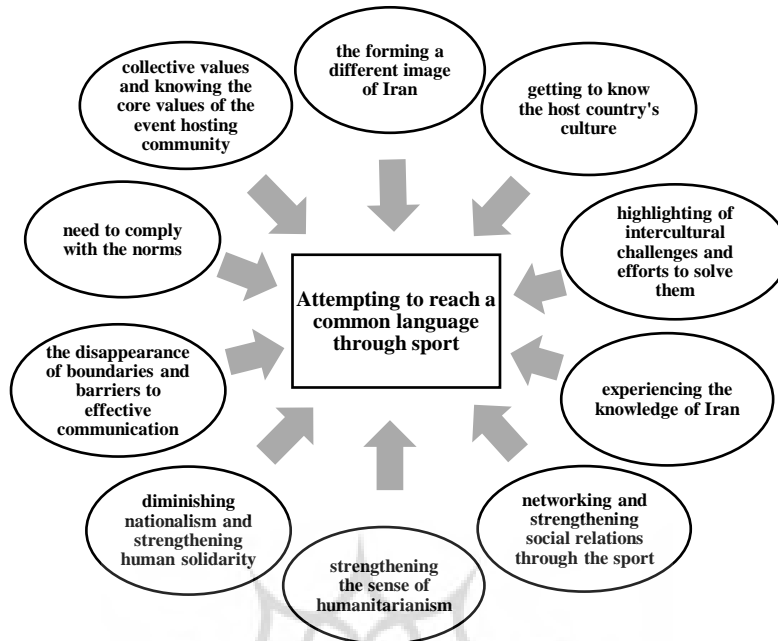 the forming a
different image
of Iran
collective values
and knowing the
core values of the
event hosting
community
getting to know
the host country's
culture
need to comply
with the norms
highlighting of
intercultural
challenges and
efforts to solve
them
Attempting to reach a
common language
through sport
the disappearance
of boundaries and
barriers to
effective
communication
experiencing the
knowledge of Iran
diminishing
nationalism and
strengthening
human solidarity
strengthening
the sense of
humanitarianism
networking and
strengthening
social relations
through the sport